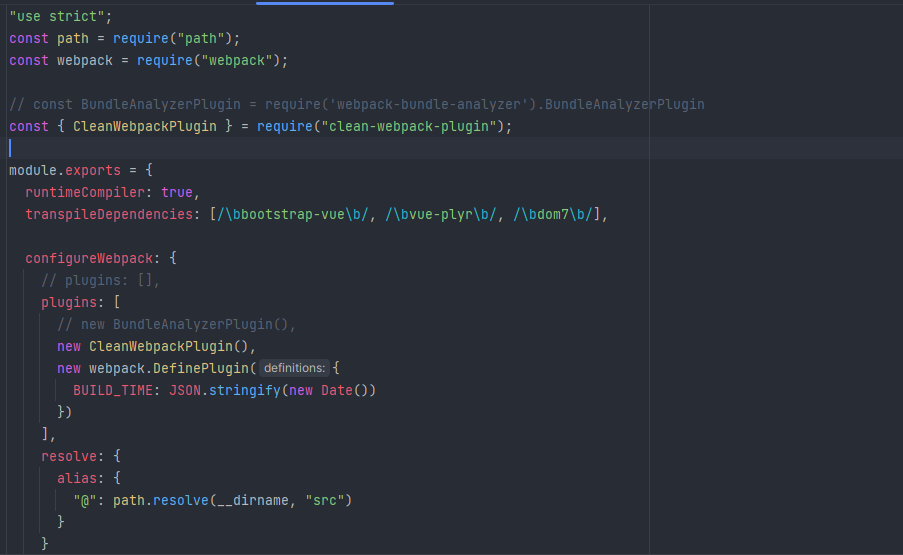 "use strict";
const path = require("path");
const webpack = require("webpack");

// const BundleAnalyzerPlugin = require('webpack-bundle-analyzer').BundleAnalyzerPlugin
const { CleanWebpackPlugin } = require("clean-webpack-plugin");

module.exports = {
  runtimeCompiler: true,
  transpileDependencies: [/\bbootstrap-vue\b/, /\bvue-plyr\b/, /\bdom7\b/],

  configureWebpack: {
    // plugins: [],
    plugins: [
      // new BundleAnalyzerPlugin(),
      new CleanWebpackPlugin(),
      new webpack.DefinePlugin( definitions: {
        BUILD_TIME: JSON.stringify(new Date())
      })
    ],
    resolve: {
      alias: {
        "@": path.resolve(__dirname, "src")
      }
    }